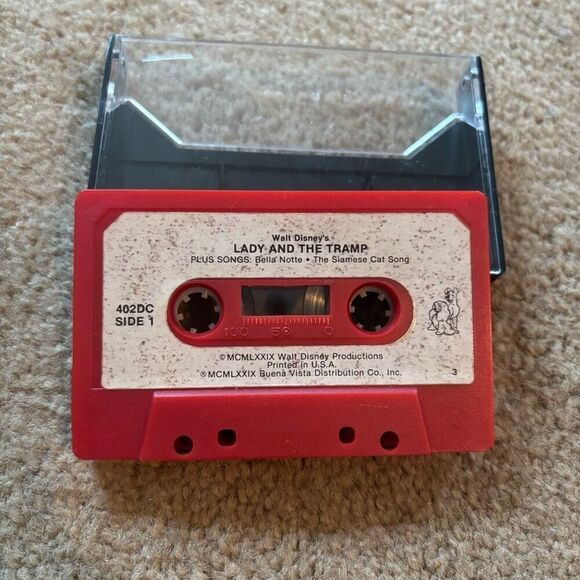 Walt Disney's
LADY AND THE TRAMP
PLUS SONGS: Bella Notte • The Siamese Cat Song
402DC
SIDE 1
100 50 0
©MCMLXXIX Walt Disney Productions
Printed in U.S.A.
℗MCMLXXIX Buena Vista Distribution Co., Inc.
3